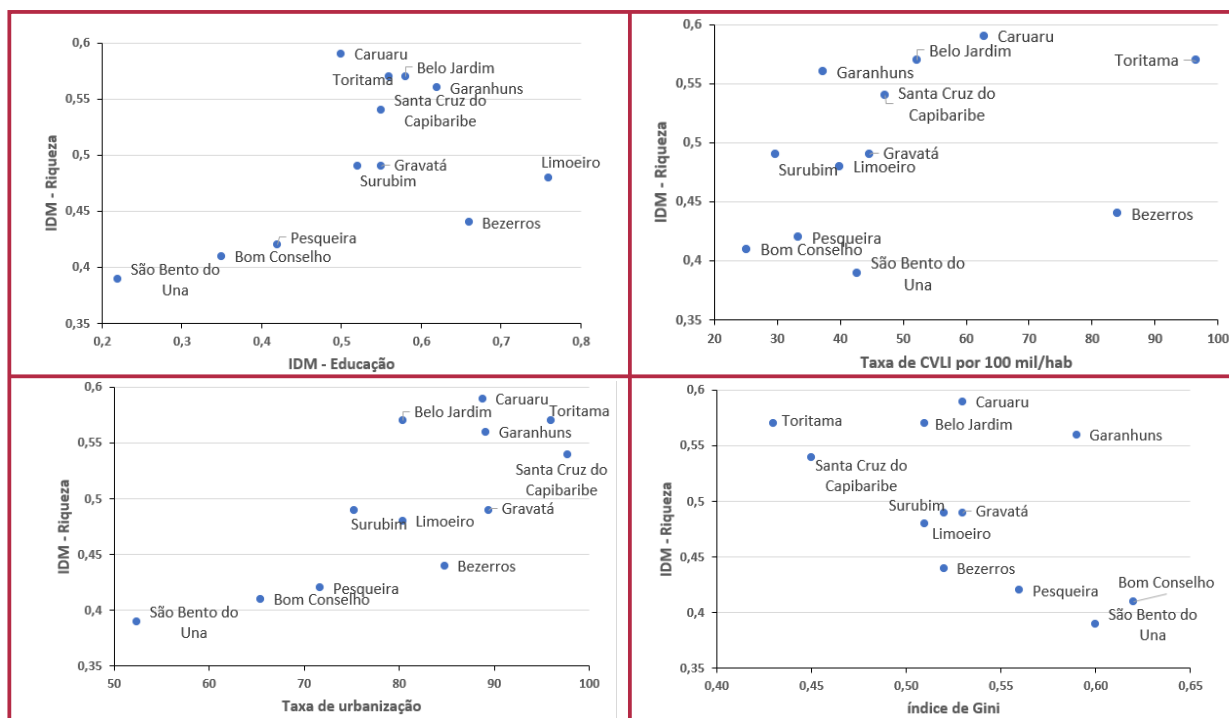 0,6
0,55
0,5
0,45
0,4
0,35
IDM - Riqueza
Caruaru
Toritama
Belo Jardim
Garanhuns
Santa Cruz do
Capibaribe
Gravatá
Surubim
Limoeiro
Bezerros
Pesqueira
Bom Conselho
São Bento do
Una
0,2 0,3 0,4 0,5 0,6 0,7 0,8
IDM - Educação
0,6
0,55
0,5
0,45
0,4
0,35
IDM - Riqueza
Caruaru
Belo Jardim
Toritama
Garanhuns
Santa Cruz do
Capibaribe
Gravatá
Surubim
Limoeiro
Bezerros
Pesqueira
Bom Conselho
São Bento do
Una
20 30 40 50 60 70 80 90 100
Taxa de CVLI por 100 mil/hab
0,6
0,55
0,5
0,45
0,4
0,35
IDM - Riqueza
Caruaru
Belo Jardim
Toritama
Garanhuns
Santa Cruz do
Capibaribe
Gravatá
Surubim
Limoeiro
Bezerros
Pesqueira
Bom Conselho
São Bento do
Una
50 60 70 80 90 100
Taxa de urbanização
0,6
0,55
0,5
0,45
0,4
0,35
IDM - Riqueza
Caruaru
Toritama
Belo Jardim
Garanhuns
Santa Cruz do
Capibaribe
Surubim
Gravatá
Limoeiro
Bezerros
Pesqueira
Bom Conselho
São Bento do
Una
0,40 0,45 0,50 0,55 0,60 0,65
índice de Gini